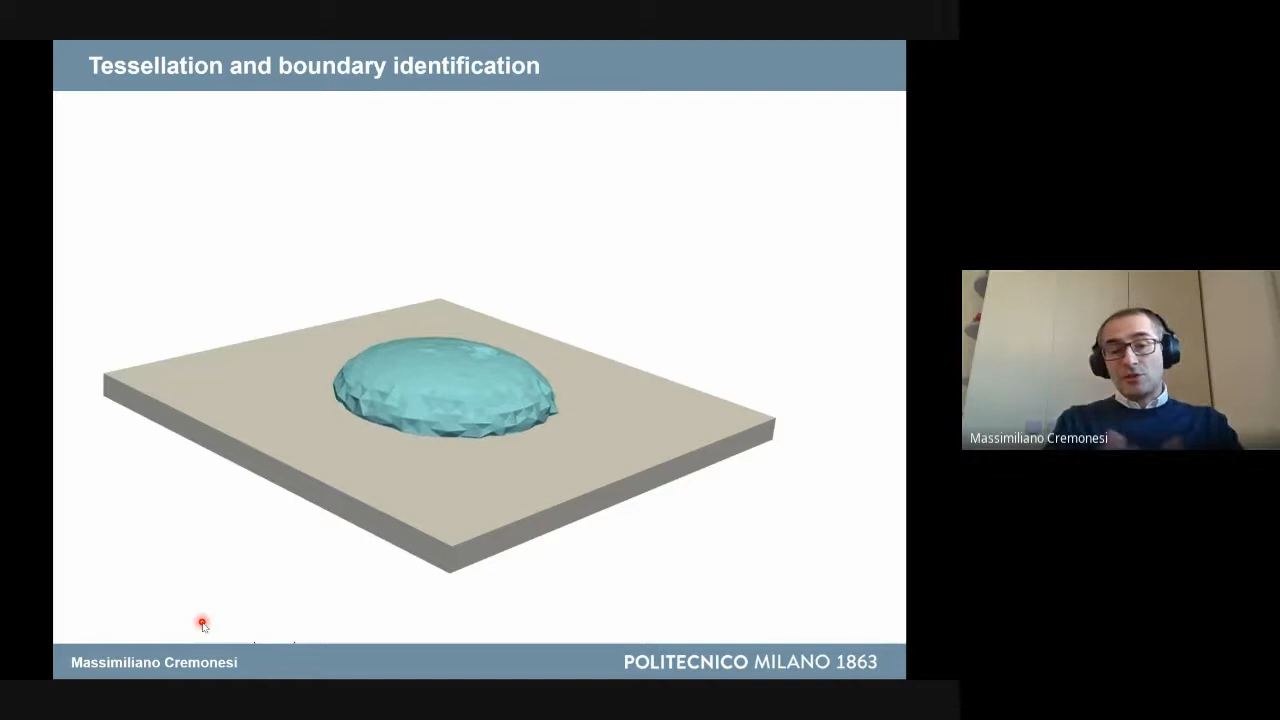 Tessellation and boundary identification
Massimiliano Cremonesi
Massimiliano Cremonesi
POLITECNICO MILANO 1863